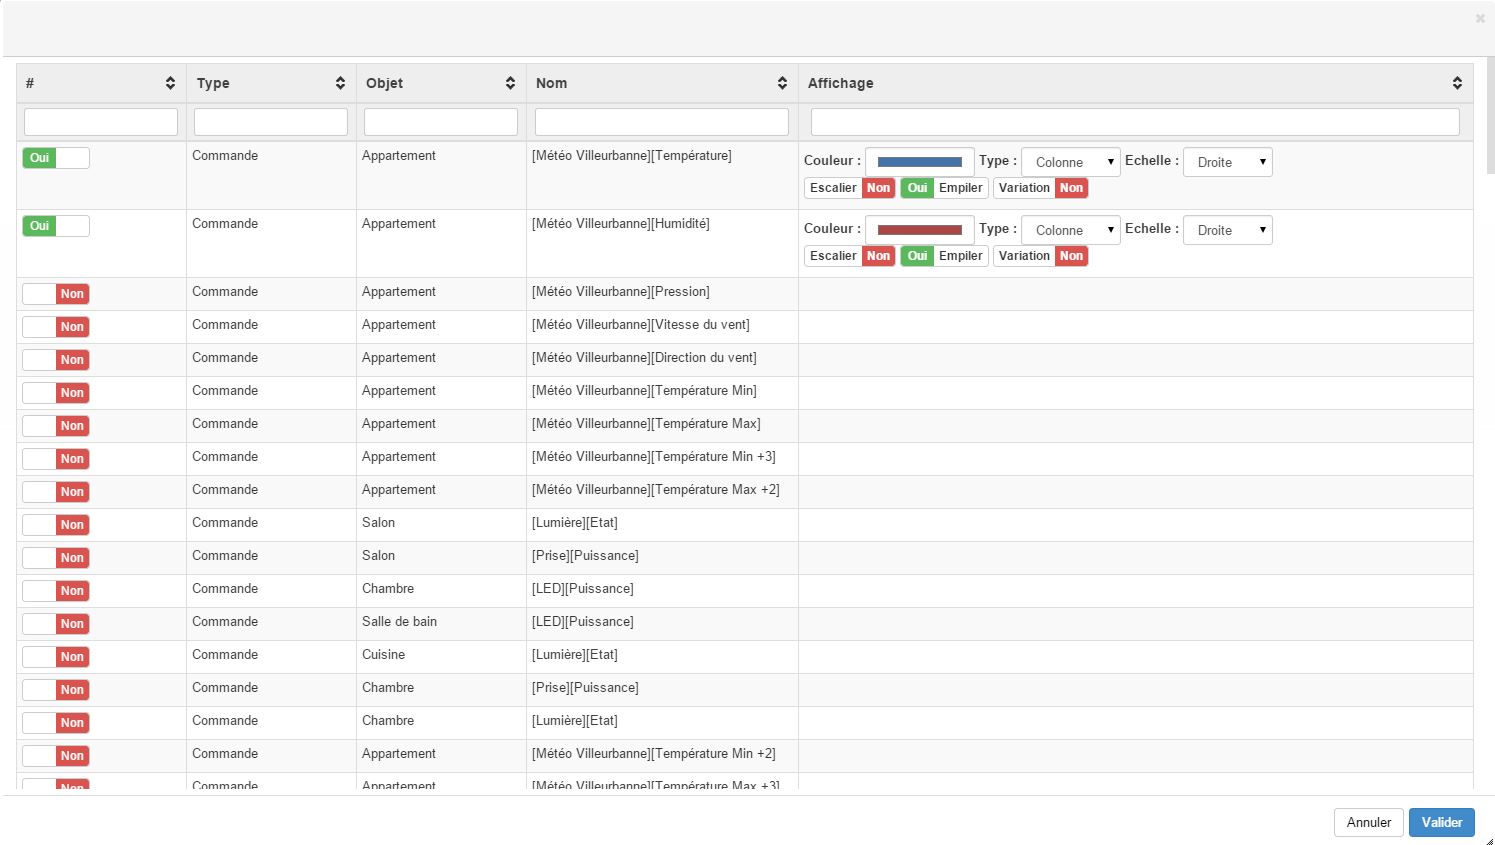 ×
# Type Objet Nom Affichage
Oui Commande Appartement [Météo Villeurbanne][Température] Couleur : Type : Colonne Echelle : Droite
Escalier Non Oui Empiler Variation Non
Oui Commande Appartement [Météo Villeurbanne][Humidité] Couleur : Type : Colonne Echelle : Droite
Escalier Non Oui Empiler Variation Non
Non Commande Appartement [Météo Villeurbanne][Pression]
Non Commande Appartement [Météo Villeurbanne][Vitesse du vent]
Non Commande Appartement [Météo Villeurbanne][Direction du vent]
Non Commande Appartement [Météo Villeurbanne][Température Min]
Non Commande Appartement [Météo Villeurbanne][Température Max]
Non Commande Appartement [Météo Villeurbanne][Température Min +3]
Non Commande Appartement [Météo Villeurbanne][Température Max +2]
Non Commande Salon [Lumière][Etat]
Non Commande Salon [Prise][Puissance]
Non Commande Chambre [LED][Puissance]
Non Commande Salle de bain [LED][Puissance]
Non Commande Cuisine [Lumière][Etat]
Non Commande Chambre [Prise][Puissance]
Non Commande Chambre [Lumière][Etat]
Non Commande Appartement [Météo Villeurbanne][Température Min +2]
Non Commande Appartement [Météo Villeurbanne][Température Max +3]
Annuler Valider